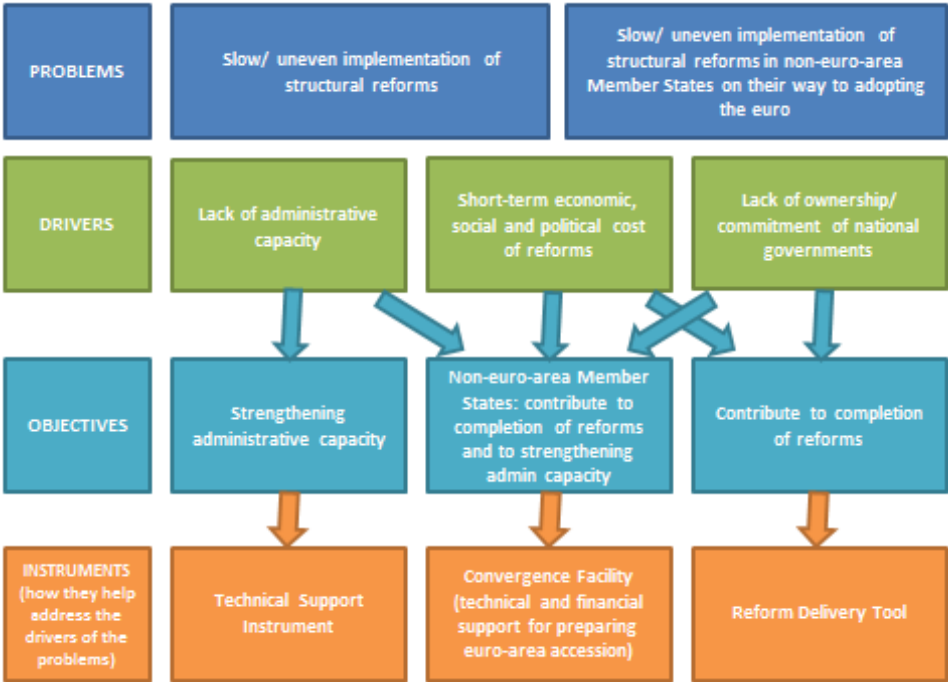 PROBLEMS
Slow/ uneven implementation of
structural reforms
Slow/ uneven implementation of
structural reforms in non-euro-area
Member States on their way to adopting
the euro
DRIVERS
Lack of administrative
capacity
Short-term economic,
social and political cost
of reforms
Lack of ownership/
commitment of national
governments
OBJECTIVES
Strengthening
administrative capacity
Non-euro-area Member
States: contribute to
completion of reforms
and to strengthening
admin capacity
Contribute to completion
of reforms
INSTRUMENTS
(how they help
address the
drivers of the
problems)
Technical Support
Instrument
Convergence Facility
(technical and financial
support for preparing
euro-area accession)
Reform Delivery Tool